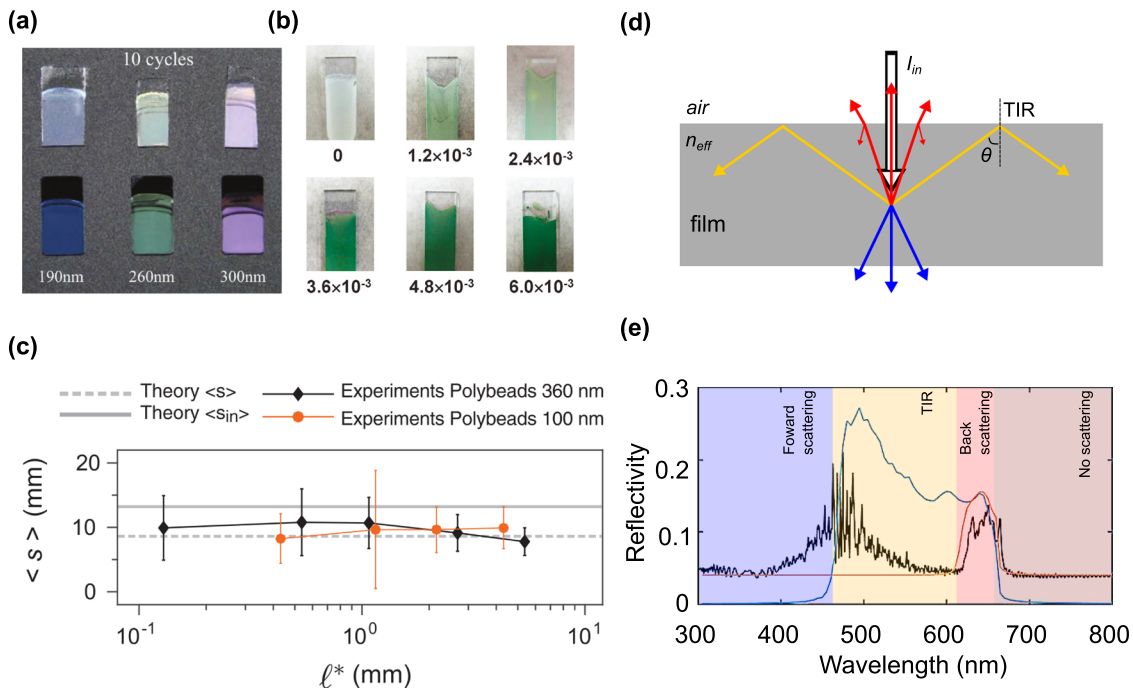 (a)
10 cycles
190nm
260nm
300nm
(b)
0
1.2×10-3
2.4×10-3
3.6×10-3
4.8×10-3
6.0×10-3
(c)
Theory <s>
Theory <sin>
Experiments Polybeads 360 nm
Experiments Polybeads 100 nm
< s > (mm)
20
10
0
10-1
100
101
ℓ* (mm)
(d)
Iin
air
neff
TIR
θ
film
(e)
Reflectivity
0.3
0.2
0.1
0
Foward
scattering
TIR
Back
scattering
No scattering
300
400
500
600
700
800
Wavelength (nm)